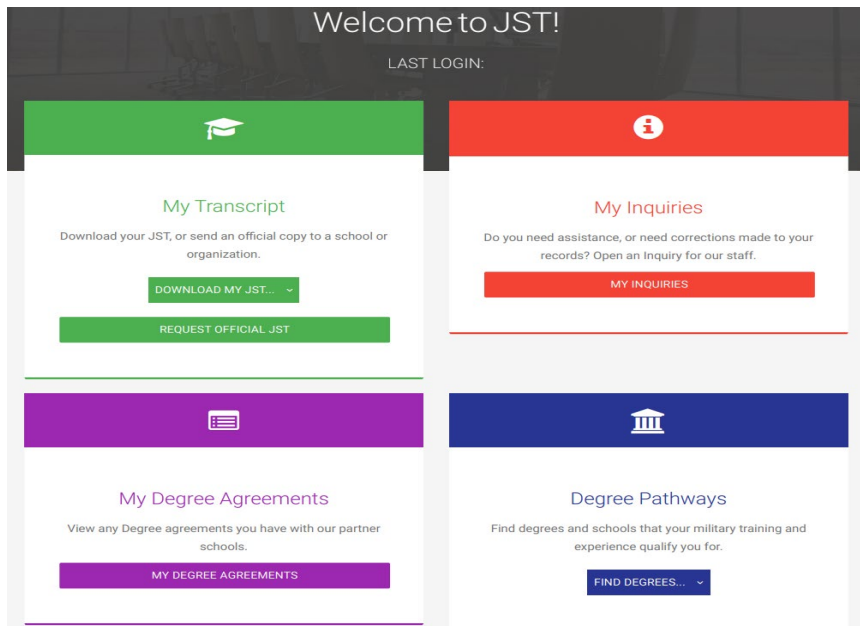 Welcome to JST!
LAST LOGIN:
My Transcript
Download your JST, or send an official copy to a school or
organization.
DOWNLOAD MY JST...
REQUEST OFFICIAL JST
My Inquiries
Do you need assistance, or need corrections made to your
records? Open an Inquiry for our staff.
MY INQUIRIES
My Degree Agreements
View any Degree agreements you have with our partner
schools.
MY DEGREE AGREEMENTS
Degree Pathways
Find degrees and schools that your military training and
experience qualify you for.
FIND DEGREES...